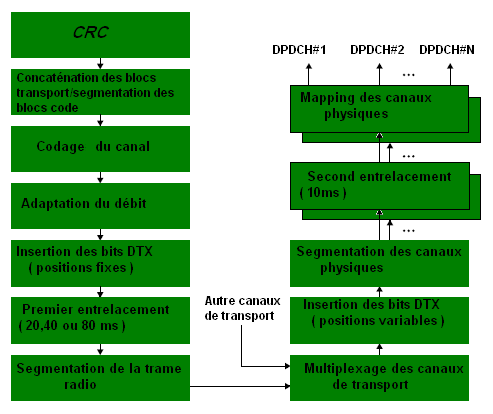 CRC
Concaténation des blocs
transport/segmentation des
blocs code
Codage du canal
Adaptation du débit
Insertion des bits DTX
( positions fixes )
Premier entrelacement
( 20,40 ou 80 ms )
Segmentation de la trame
radio
DPDCH#1 DPDCH#2 DPDCH#N
...
Mapping des canaux
physiques
...
Second entrelacement
( 10ms )
...
Segmentation des canaux
physiques
Autre canaux
de transport
Insertion des bits DTX
( positions variables )
Multiplexage des canaux
de transport